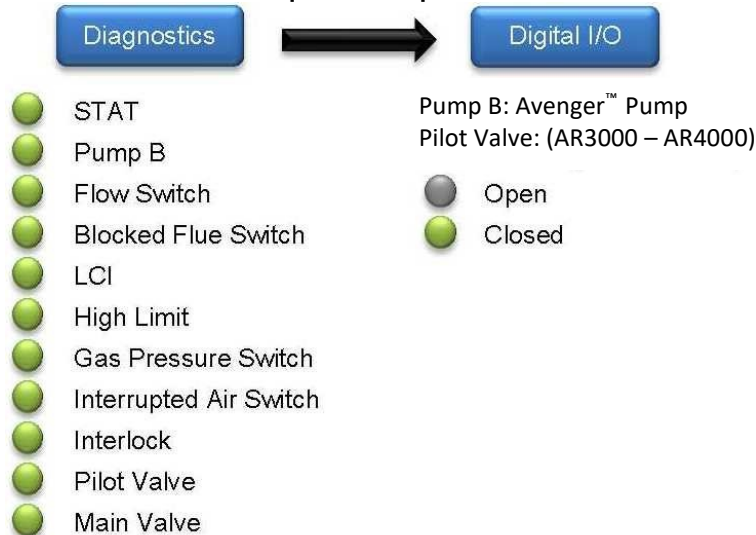 Diagnostics
Digital I/O
STAT
Pump B
Flow Switch
Blocked Flue Switch
LCI
High Limit
Gas Pressure Switch
Interrupted Air Switch
Interlock
Pilot Valve
Main Valve
Pump B: Avenger™ Pump
Pilot Valve: (AR3000 – AR4000)
Open
Closed